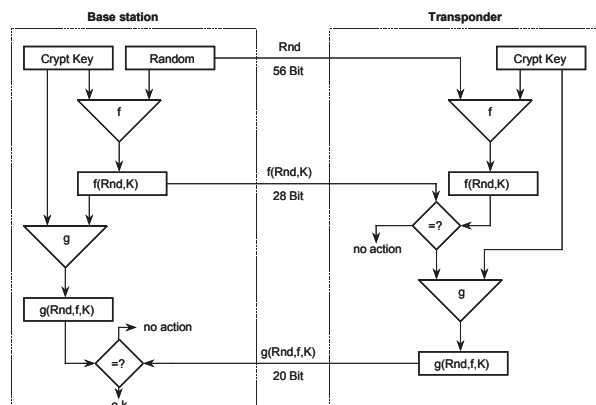 Base station
Transponder
Crypt Key
Random
Rnd
56 Bit
Crypt Key
f
f
f(Rnd,K)
f(Rnd,K)
28 Bit
f(Rnd,K)
=?
no action
g
g
g(Rnd,f,K)
no action
=?
g(Rnd,f,K)
20 Bit
g(Rnd,f,K)